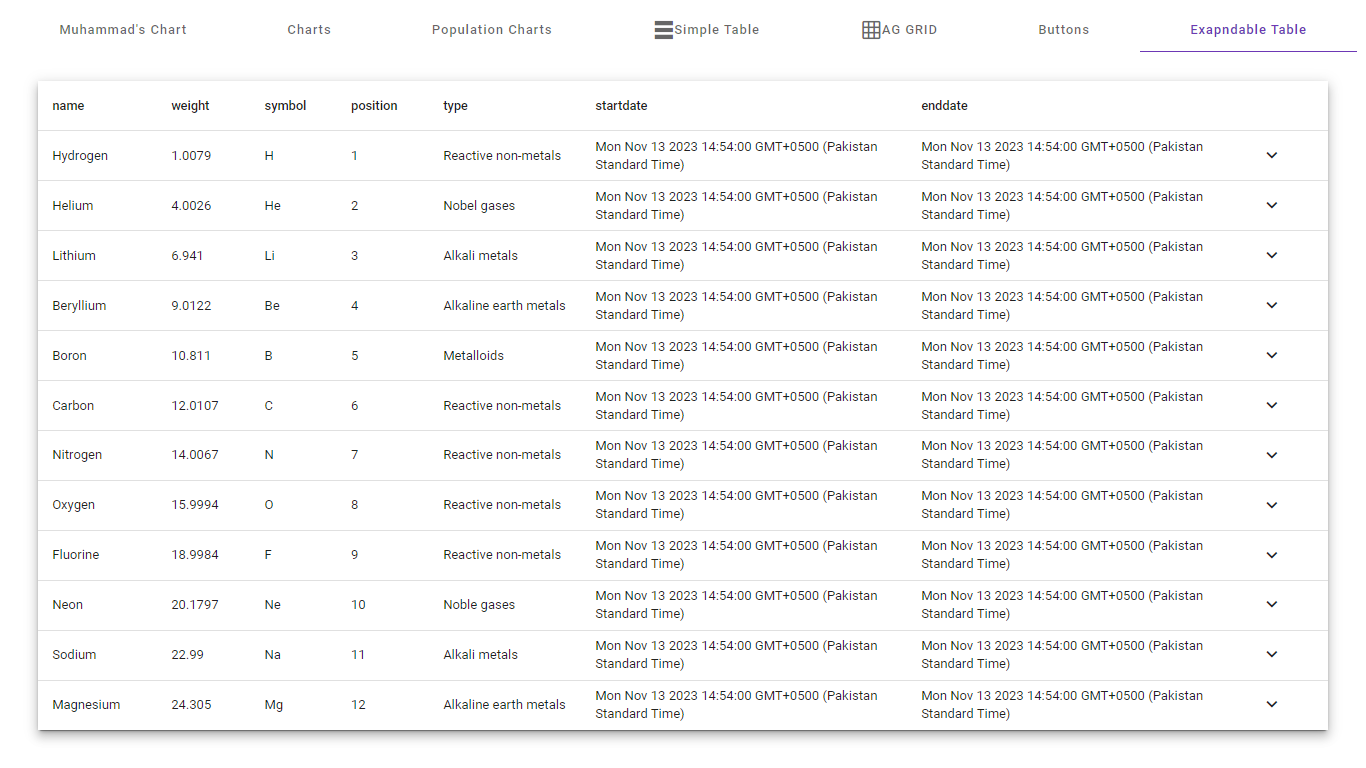 Muhammad's Chart Charts Population Charts Simple Table AG GRID Buttons Exapndable Table
name weight symbol position type startdate enddate
Hydrogen 1.0079 H 1 Reactive non-metals Mon Nov 13 2023 14:54:00 GMT+0500 (Pakistan Mon Nov 13 2023 14:54:00 GMT+0500 (Pakistan
Standard Time) Standard Time)
Helium 4.0026 He 2 Nobel gases Mon Nov 13 2023 14:54:00 GMT+0500 (Pakistan Mon Nov 13 2023 14:54:00 GMT+0500 (Pakistan
Standard Time) Standard Time)
Lithium 6.941 Li 3 Alkali metals Mon Nov 13 2023 14:54:00 GMT+0500 (Pakistan Mon Nov 13 2023 14:54:00 GMT+0500 (Pakistan
Standard Time) Standard Time)
Beryllium 9.0122 Be 4 Alkaline earth metals Mon Nov 13 2023 14:54:00 GMT+0500 (Pakistan Mon Nov 13 2023 14:54:00 GMT+0500 (Pakistan
Standard Time) Standard Time)
Boron 10.811 B 5 Metalloids Mon Nov 13 2023 14:54:00 GMT+0500 (Pakistan Mon Nov 13 2023 14:54:00 GMT+0500 (Pakistan
Standard Time) Standard Time)
Carbon 12.0107 C 6 Reactive non-metals Mon Nov 13 2023 14:54:00 GMT+0500 (Pakistan Mon Nov 13 2023 14:54:00 GMT+0500 (Pakistan
Standard Time) Standard Time)
Nitrogen 14.0067 N 7 Reactive non-metals Mon Nov 13 2023 14:54:00 GMT+0500 (Pakistan Mon Nov 13 2023 14:54:00 GMT+0500 (Pakistan
Standard Time) Standard Time)
Oxygen 15.9994 O 8 Reactive non-metals Mon Nov 13 2023 14:54:00 GMT+0500 (Pakistan Mon Nov 13 2023 14:54:00 GMT+0500 (Pakistan
Standard Time) Standard Time)
Fluorine 18.9984 F 9 Reactive non-metals Mon Nov 13 2023 14:54:00 GMT+0500 (Pakistan Mon Nov 13 2023 14:54:00 GMT+0500 (Pakistan
Standard Time) Standard Time)
Neon 20.1797 Ne 10 Noble gases Mon Nov 13 2023 14:54:00 GMT+0500 (Pakistan Mon Nov 13 2023 14:54:00 GMT+0500 (Pakistan
Standard Time) Standard Time)
Sodium 22.99 Na 11 Alkali metals Mon Nov 13 2023 14:54:00 GMT+0500 (Pakistan Mon Nov 13 2023 14:54:00 GMT+0500 (Pakistan
Standard Time) Standard Time)
Magnesium 24.305 Mg 12 Alkaline earth metals Mon Nov 13 2023 14:54:00 GMT+0500 (Pakistan Mon Nov 13 2023 14:54:00 GMT+0500 (Pakistan
Standard Time) Standard Time)